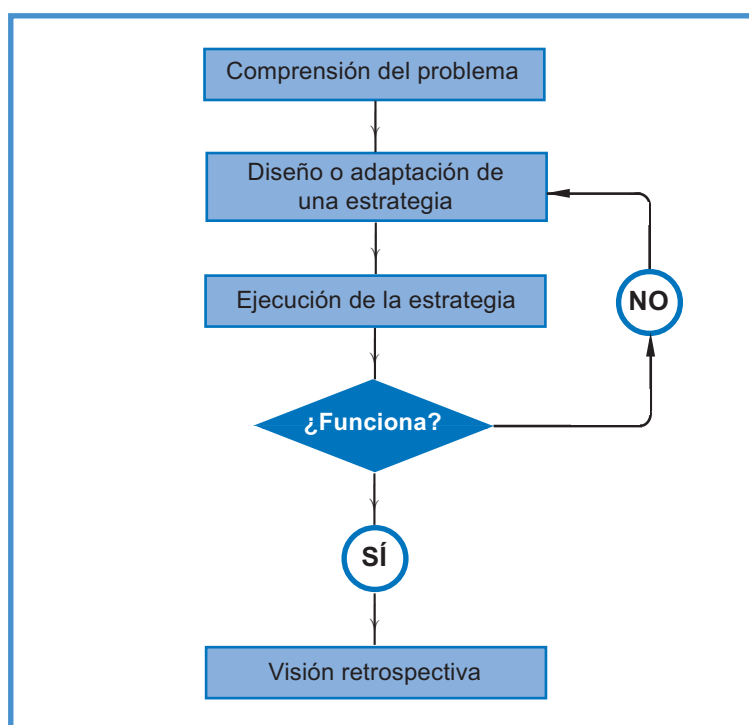 Comprensión del problema
Diseño o adaptación de
una estrategia
Ejecución de la estrategia
NO
¿Funciona?
SÍ
Visión retrospectiva